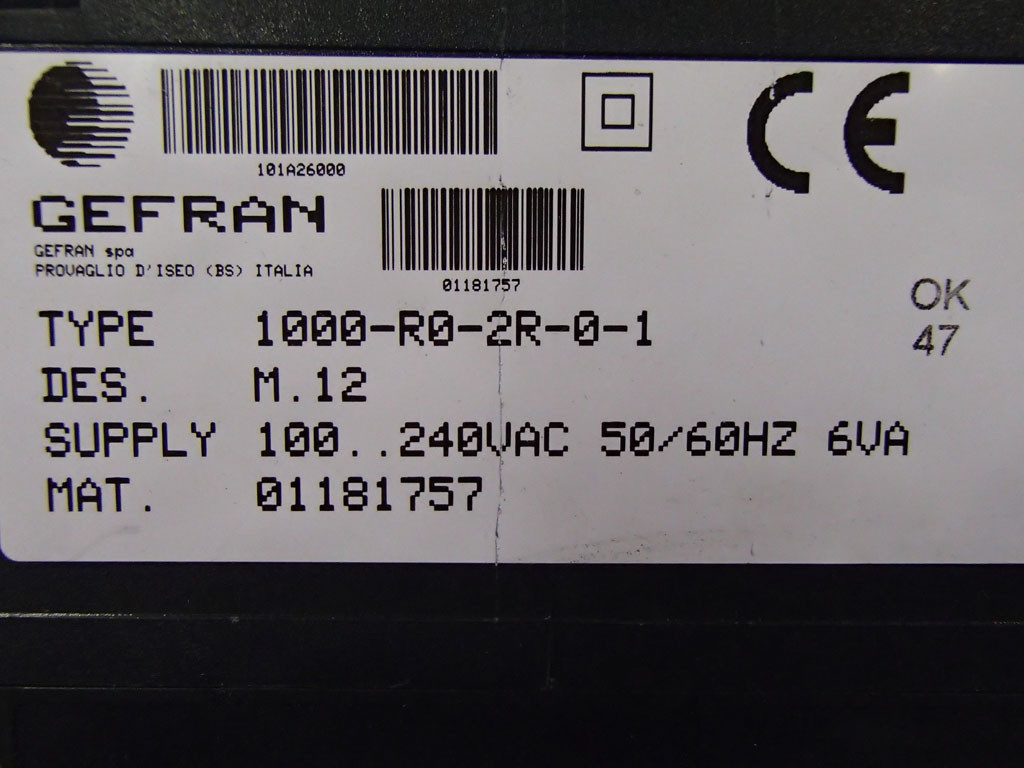 101A26000
CE
GEFRAN
GEFRAN spa
PROVAGLIO D'ISEO (BS) ITALIA
01181757
OK
47
TYPE 1000-R0-2R-0-1
DES. M.12
SUPPLY 100..240VAC 50/60HZ 6VA
MAT. 01181757